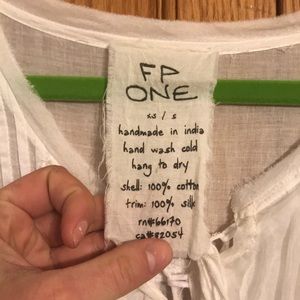 FP
ONE
xs / s
handmade in india
hand wash cold
hang to dry
shell: 100% cotton
trim: 100% silk
rn#66170
ca#32054